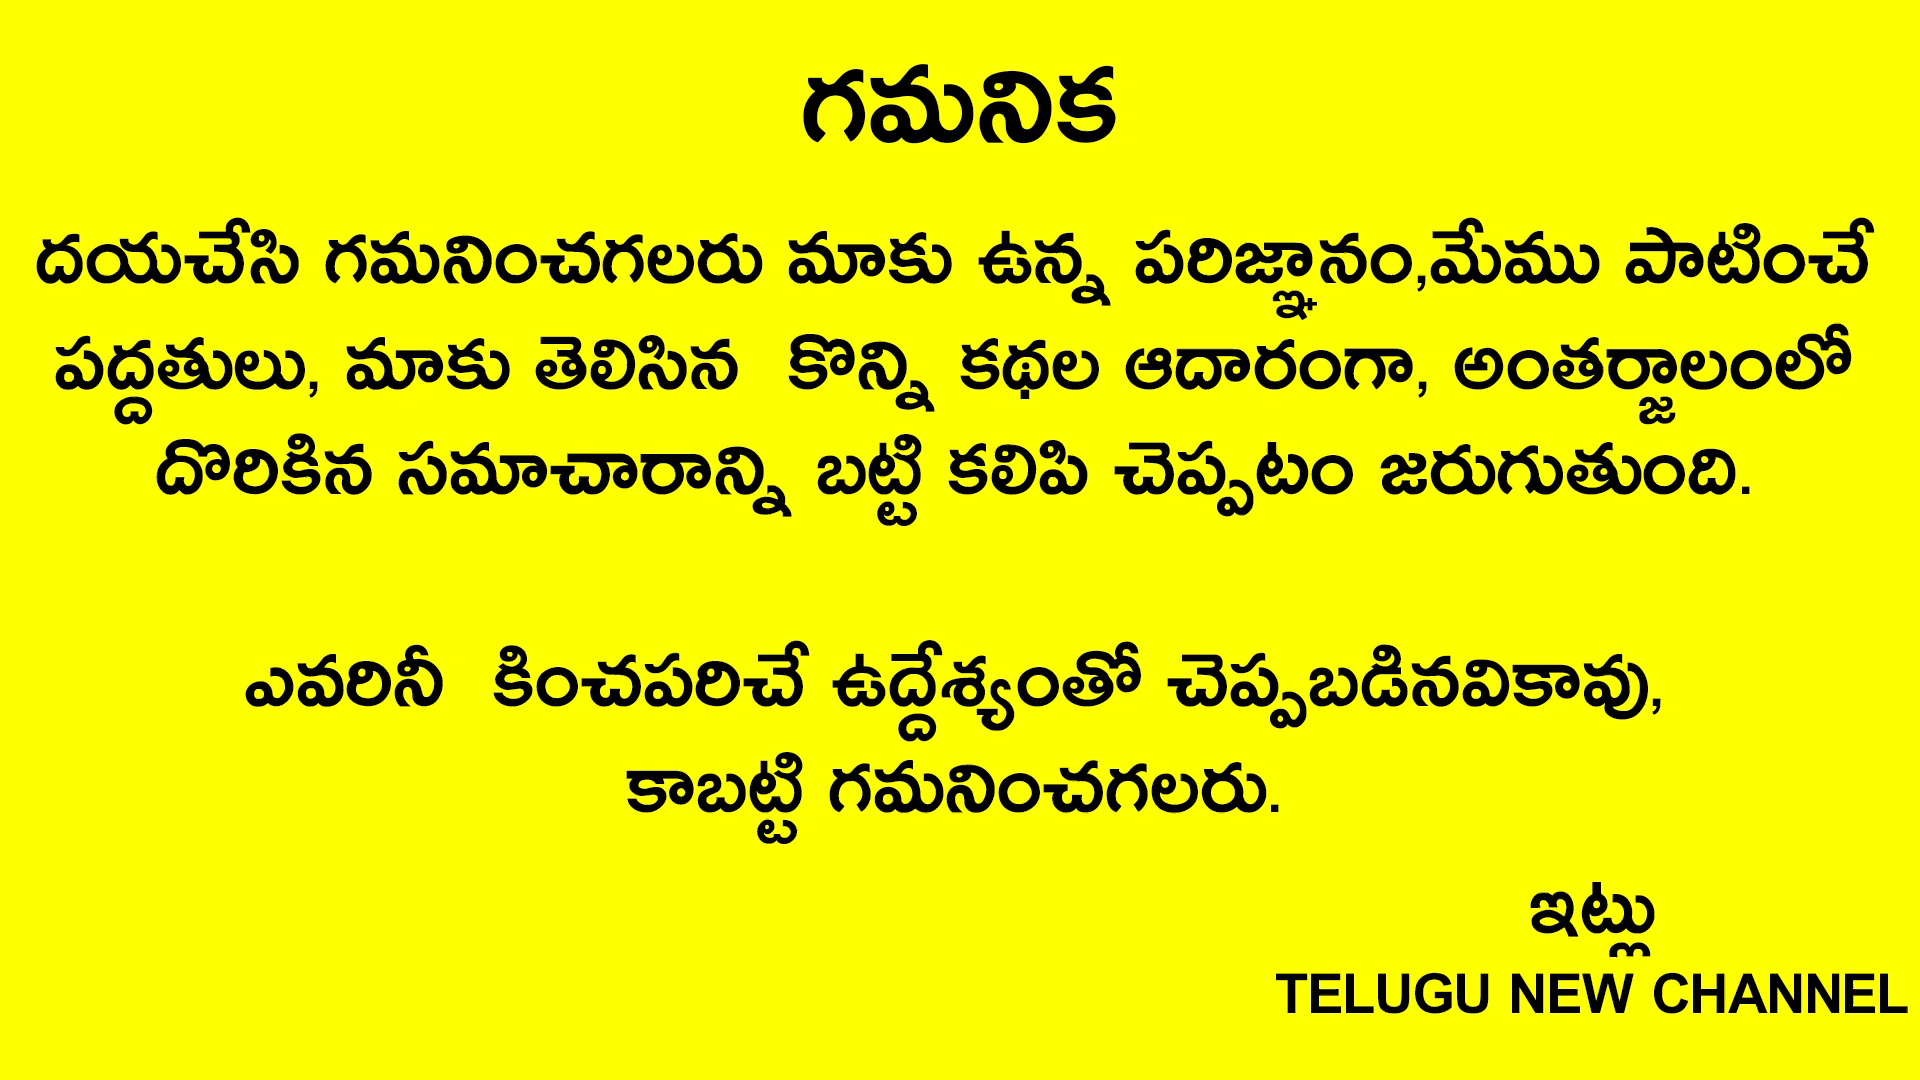 గమనిక
దయచేసి గమనించగలరు మాకు ఉన్న పరిజ్ఞానం,మేము పాటించే
పద్దతులు, మాకు తెలిసిన కొన్ని కథల ఆదారంగా, అంతర్జాలంలో
దొరికిన సమాచారాన్ని బట్టి కలిపి చెప్పటం జరుగుతుంది.
ఎవరినీ కించపరిచే ఉద్దేశ్యంతో చెప్పబడినవికావు,
కాబట్టి గమనించగలరు.
ఇట్లు
TELUGU NEW CHANNEL